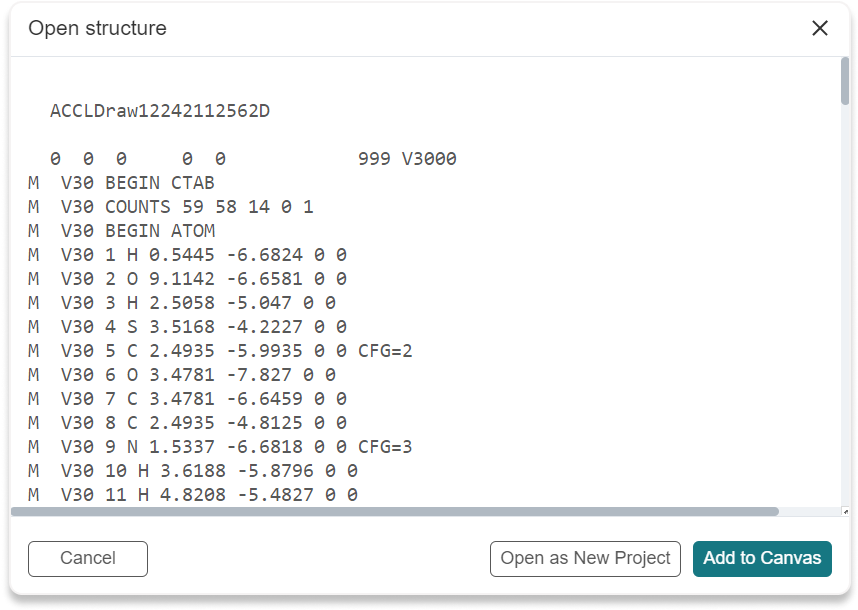 Open structure
ACCLDraw12242112562D
0  0  0     0  0            999 V3000
M  V30 BEGIN CTAB
M  V30 COUNTS 59 58 14 0 1
M  V30 BEGIN ATOM
M  V30 1 H 0.5445 -6.6824 0 0
M  V30 2 O 9.1142 -6.6581 0 0
M  V30 3 H 2.5058 -5.047 0 0
M  V30 4 S 3.5168 -4.2227 0 0
M  V30 5 C 2.4935 -5.9935 0 0 CFG=2
M  V30 6 O 3.4781 -7.827 0 0
M  V30 7 C 3.4781 -6.6459 0 0
M  V30 8 C 2.4935 -4.8125 0 0
M  V30 9 N 1.5337 -6.6818 0 0 CFG=3
M  V30 10 H 3.6188 -5.8796 0 0
M  V30 11 H 4.8208 -5.4827 0 0
Cancel Open as New Project Add to Canvas